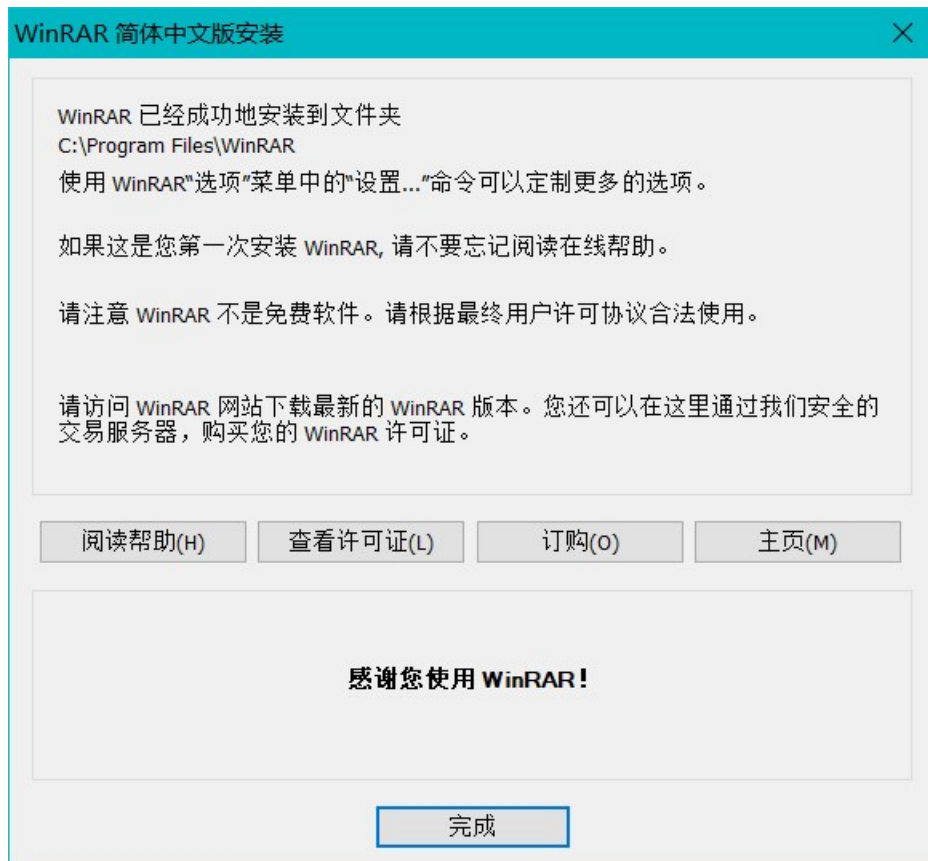 WinRAR 简体中文版安装
WinRAR 已经成功地安装到文件夹
C:\Program Files\WinRAR
使用 WinRAR“选项”菜单中的“设置...”命令可以定制更多的选项。
如果这是您第一次安装 WinRAR, 请不要忘记阅读在线帮助。
请注意 WinRAR 不是免费软件。请根据最终用户许可协议合法使用。
请访问 WinRAR 网站下载最新的 WinRAR 版本。您还可以在这里通过我们安全的
交易服务器，购买您的 WinRAR 许可证。
阅读帮助(H) 查看许可证(L) 订购(O) 主页(M)
感谢您使用 WinRAR!
完成